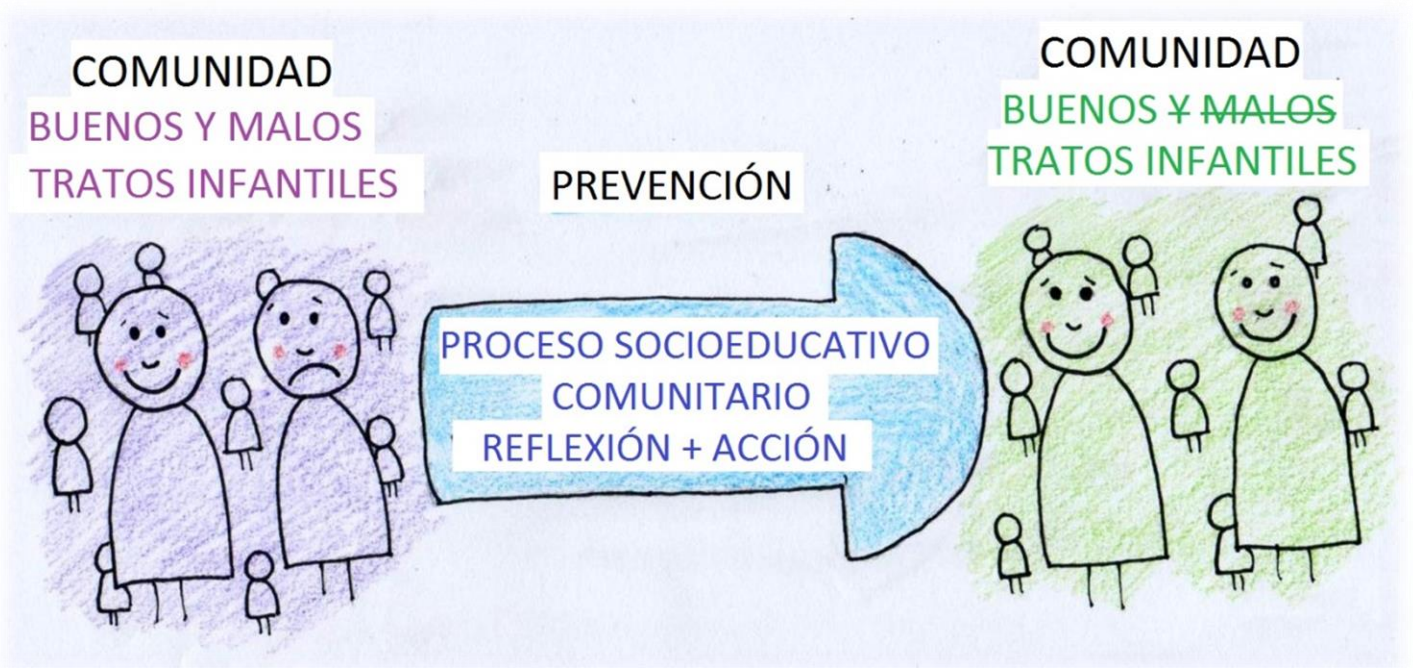 COMUNIDAD
BUENOS Y MALOS
TRATOS INFANTILES
PREVENCIÓN
PROCESO SOCIOEDUCATIVO
COMUNITARIO
REFLEXIÓN + ACCIÓN
COMUNIDAD
BUENOS Y MALOS
TRATOS INFANTILES